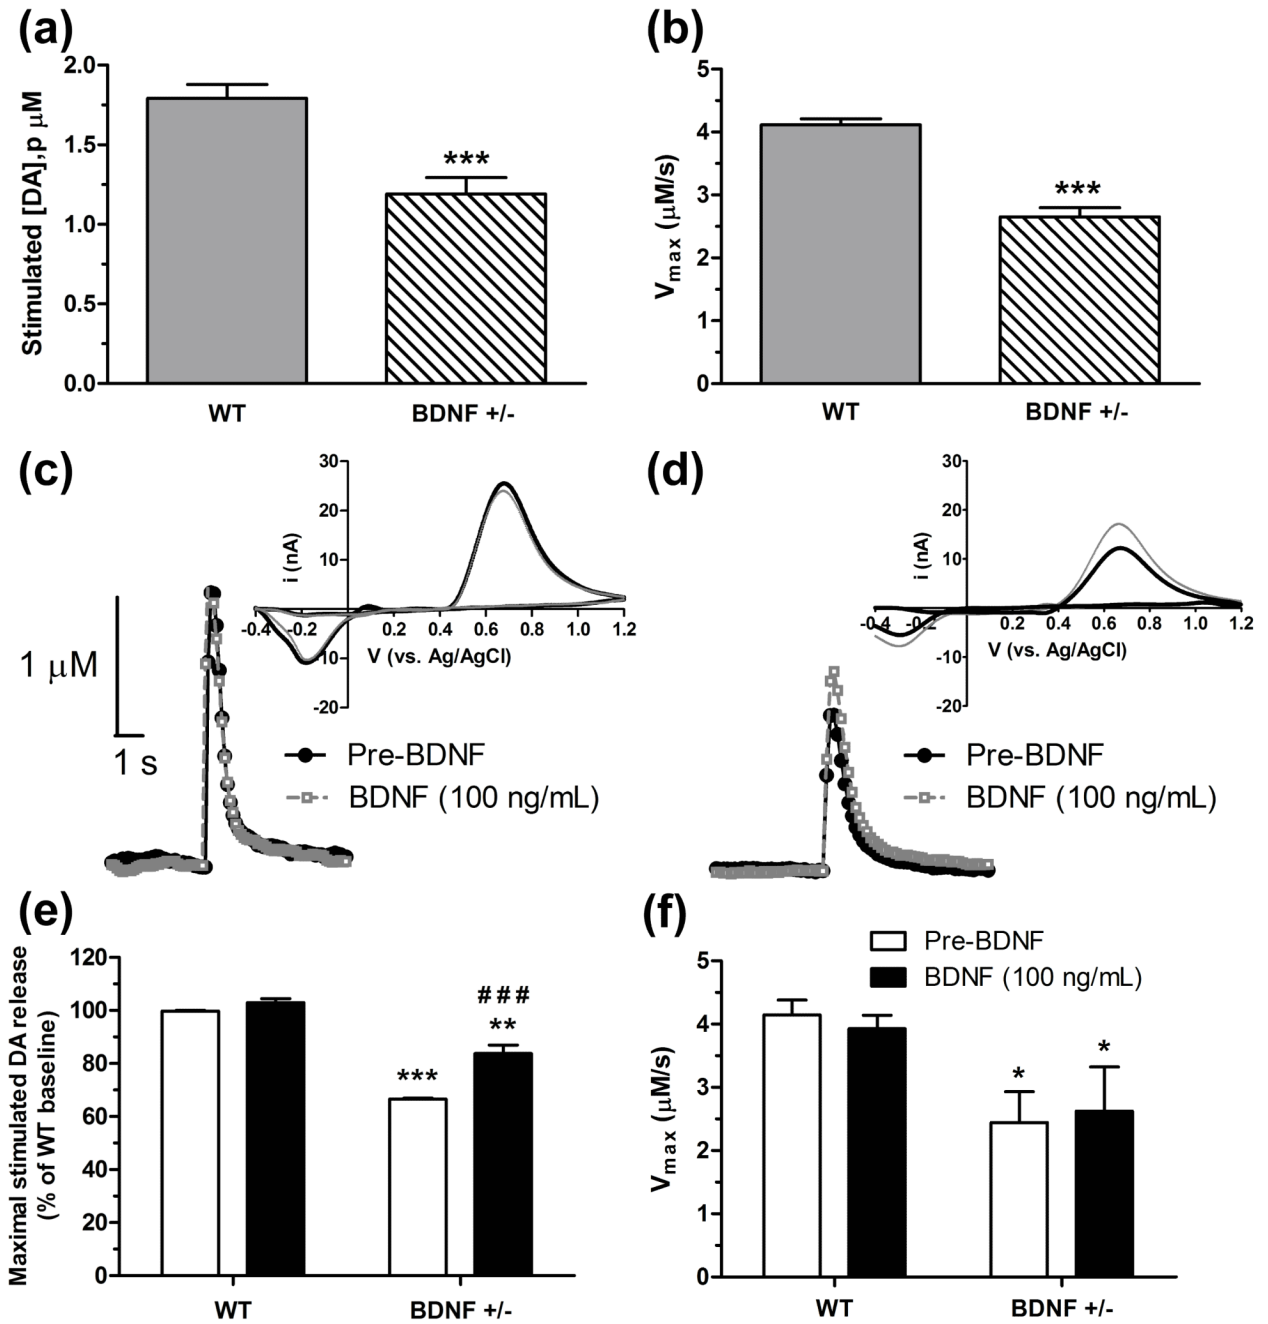 (a)
2.0
1.5
1.0
0.5
0.0
Stimulated [DA],p μM
***
WT
BDNF +/-
(b)
5
4
3
2
1
0
Vmax (μM/s)
***
WT
BDNF +/-
(c)
30
20
10
-10
-20
i (nA)
-0.4
-0.2
0.2
0.4
0.6
0.8
1.0
1.2
V (vs. Ag/AgCl)
1 μM
1 s
Pre-BDNF
BDNF (100 ng/mL)
(d)
30
20
10
-10
-20
i (nA)
-0.4
-0.2
0.2
0.4
0.6
0.8
1.0
1.2
V (vs. Ag/AgCl)
Pre-BDNF
BDNF (100 ng/mL)
(e)
120
100
80
60
40
20
0
Maximal stimulated DA release
(% of WT baseline)
***
###
**
WT
BDNF +/-
(f)
Pre-BDNF
BDNF (100 ng/mL)
5
4
3
2
1
0
Vmax (μM/s)
*
*
WT
BDNF +/-